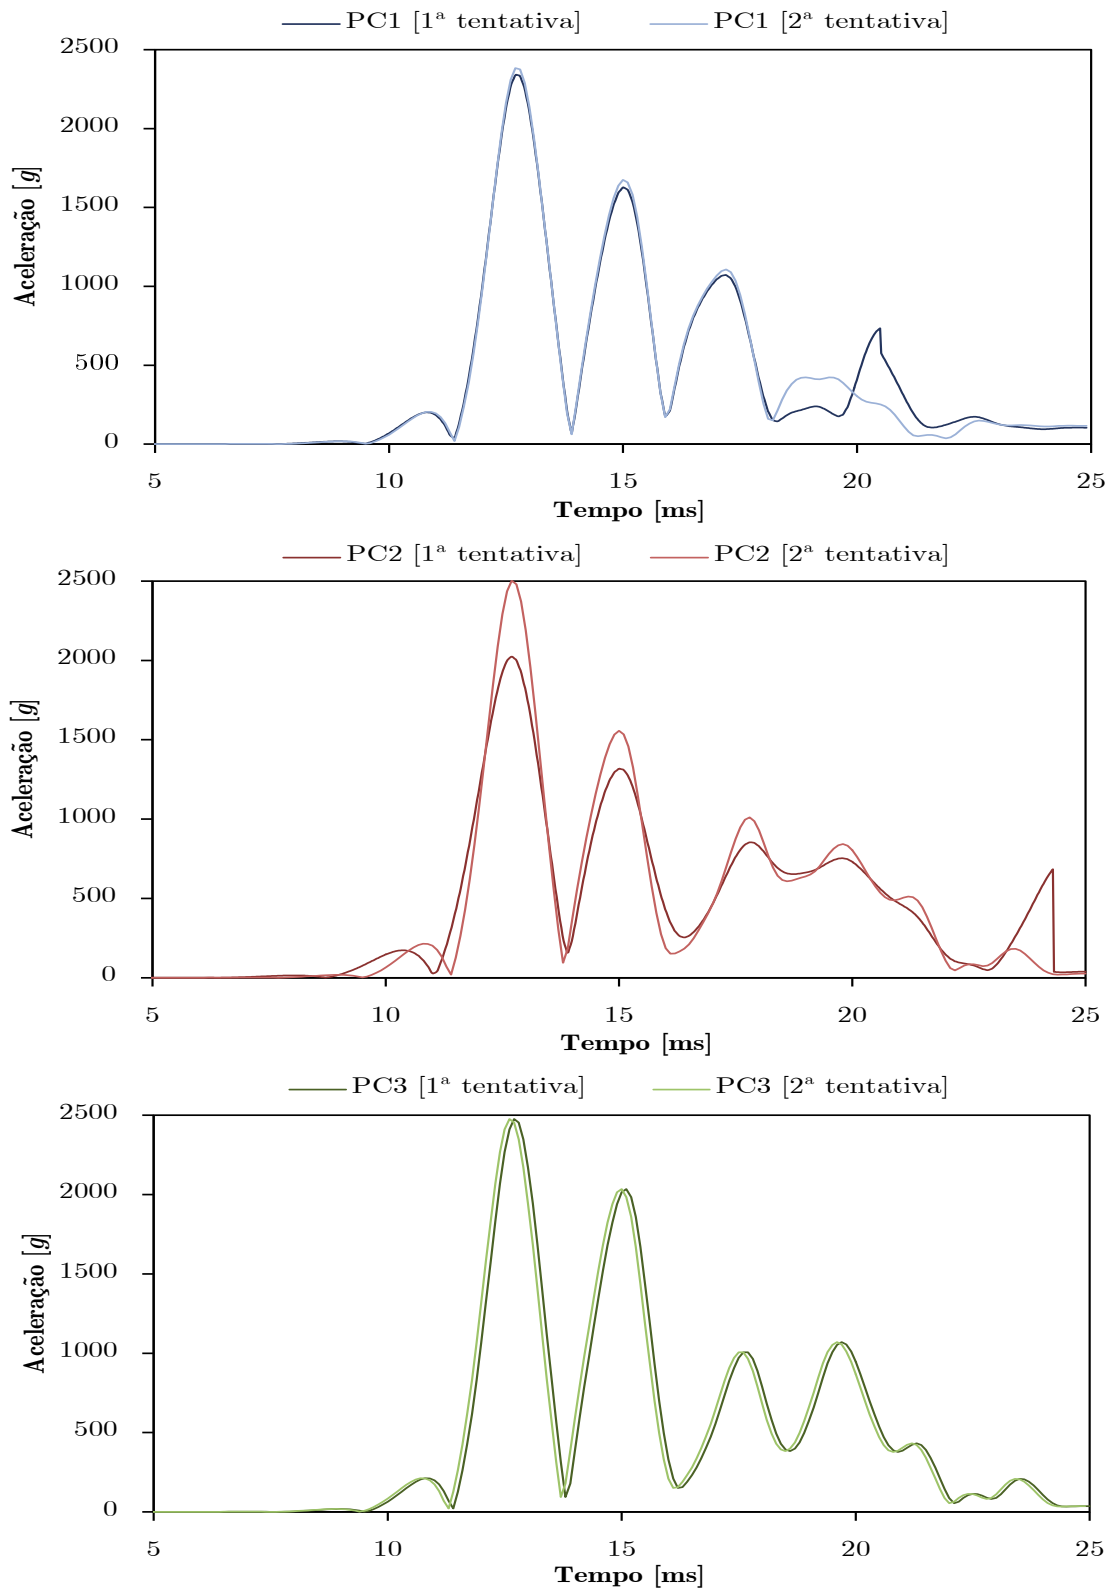 PC1 [1ª tentativa] PC1 [2ª tentativa]
2500
2000
1500
1000
500
0
Aceleração [g]
5 10 15 20 25
Tempo [ms]
PC2 [1ª tentativa] PC2 [2ª tentativa]
2500
2000
1500
1000
500
0
Aceleração [g]
5 10 15 20 25
Tempo [ms]
PC3 [1ª tentativa] PC3 [2ª tentativa]
2500
2000
1500
1000
500
0
Aceleração [g]
5 10 15 20 25
Tempo [ms]